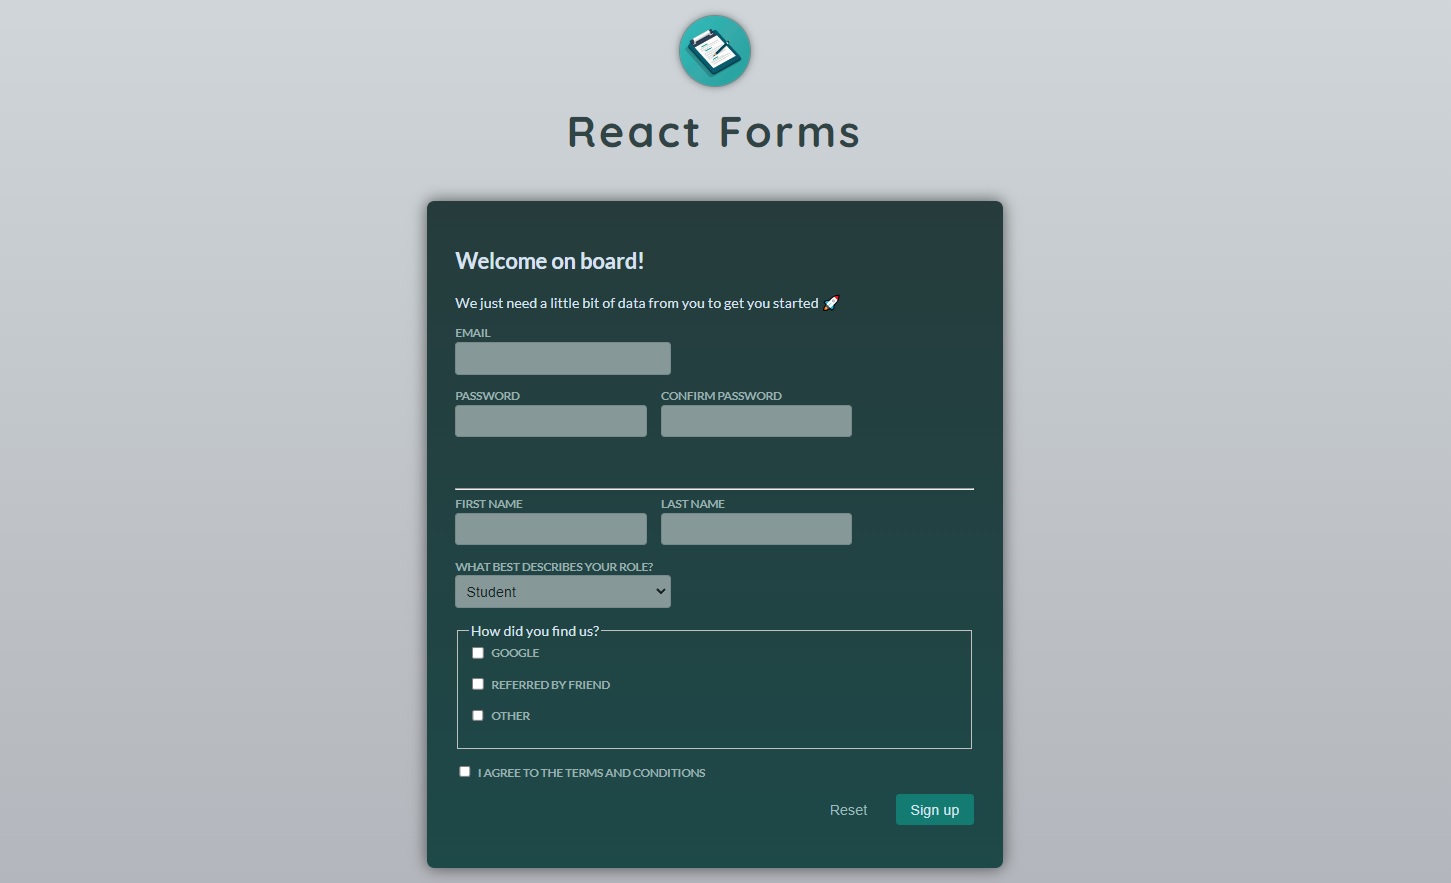 React Forms
Welcome on board!
We just need a little bit of data from you to get you started 🚀
EMAIL
PASSWORD CONFIRM PASSWORD
FIRST NAME LAST NAME
WHAT BEST DESCRIBES YOUR ROLE?
Student
How did you find us?
GOOGLE
REFERRED BY FRIEND
OTHER
I AGREE TO THE TERMS AND CONDITIONS
Reset Sign up